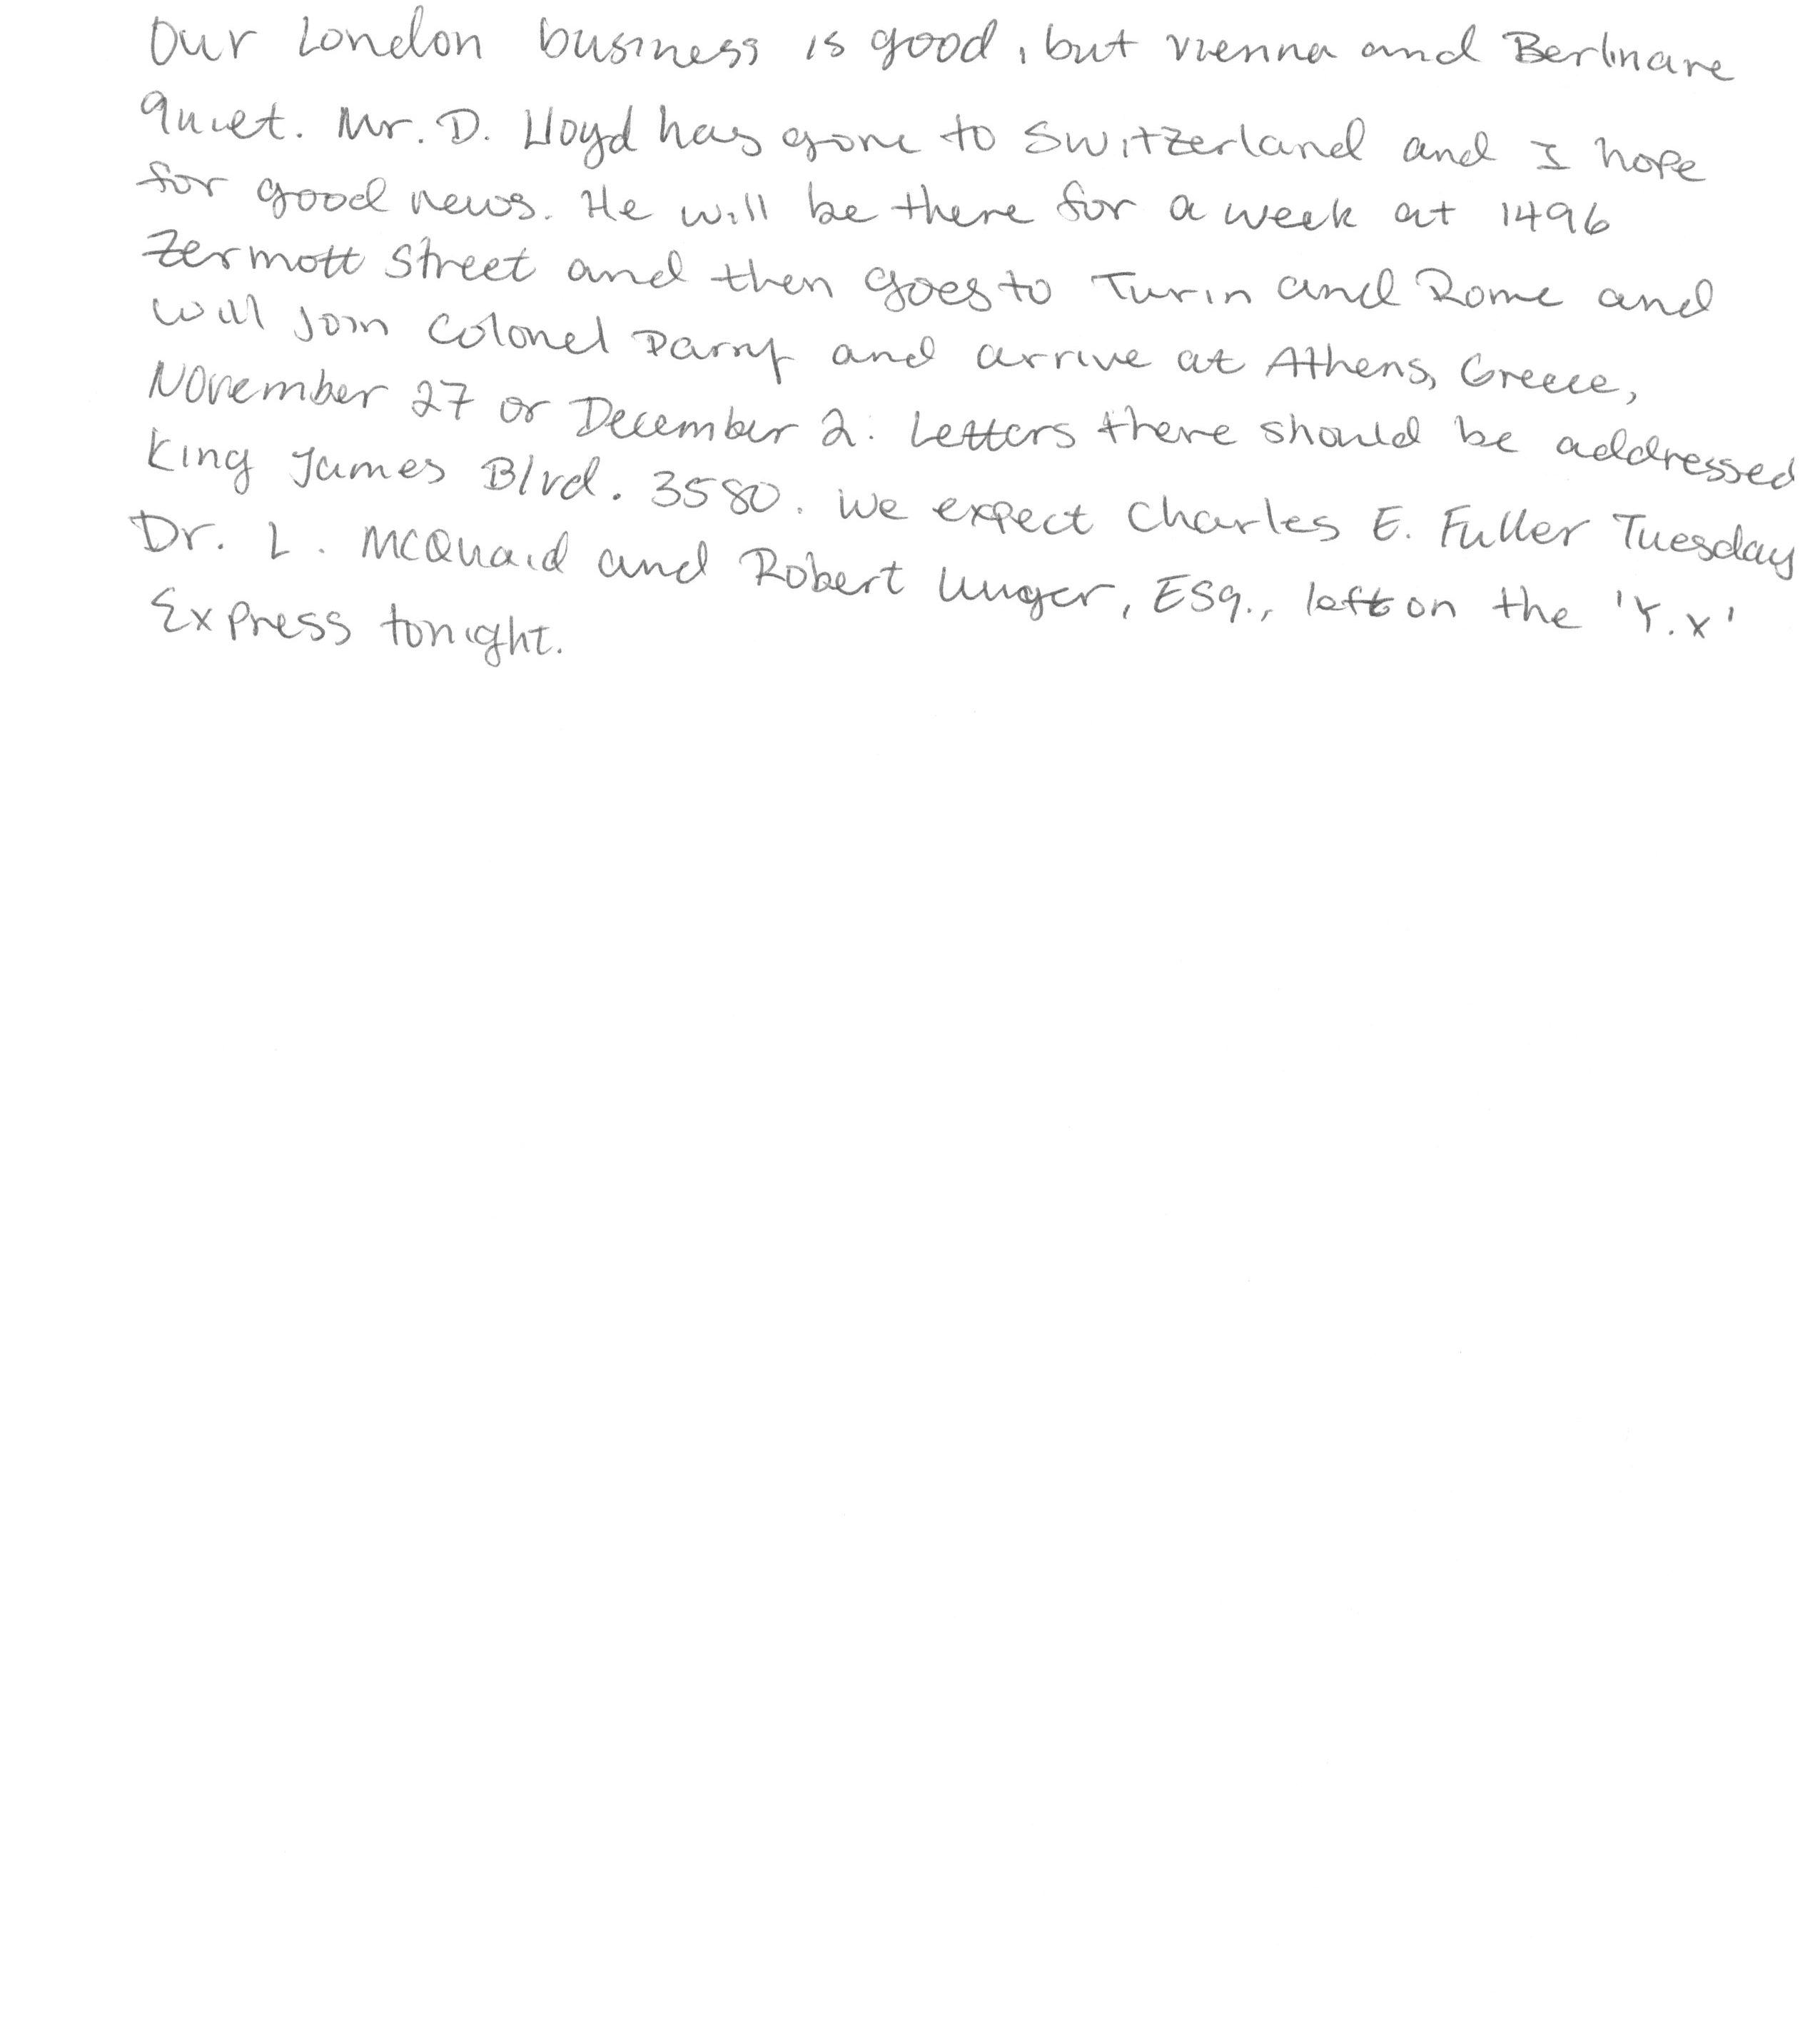 Our London business is good, but Vienna and Berlin are
quiet. Mr. D. Lloyd has gone to Switzerland and I hope
for good news. He will be there for a week at 1496
Zermott Street and then goes to Turin and Rome and
will join Colonel Parry and arrive at Athens, Greece,
November 27 or December 2. Letters there should be addressed
King James Blvd. 3580. We expect Charles E. Fuller Tuesday
Dr. L. McQuaid and Robert Unger, Esq., left on the 'Y.X'
Express tonight.